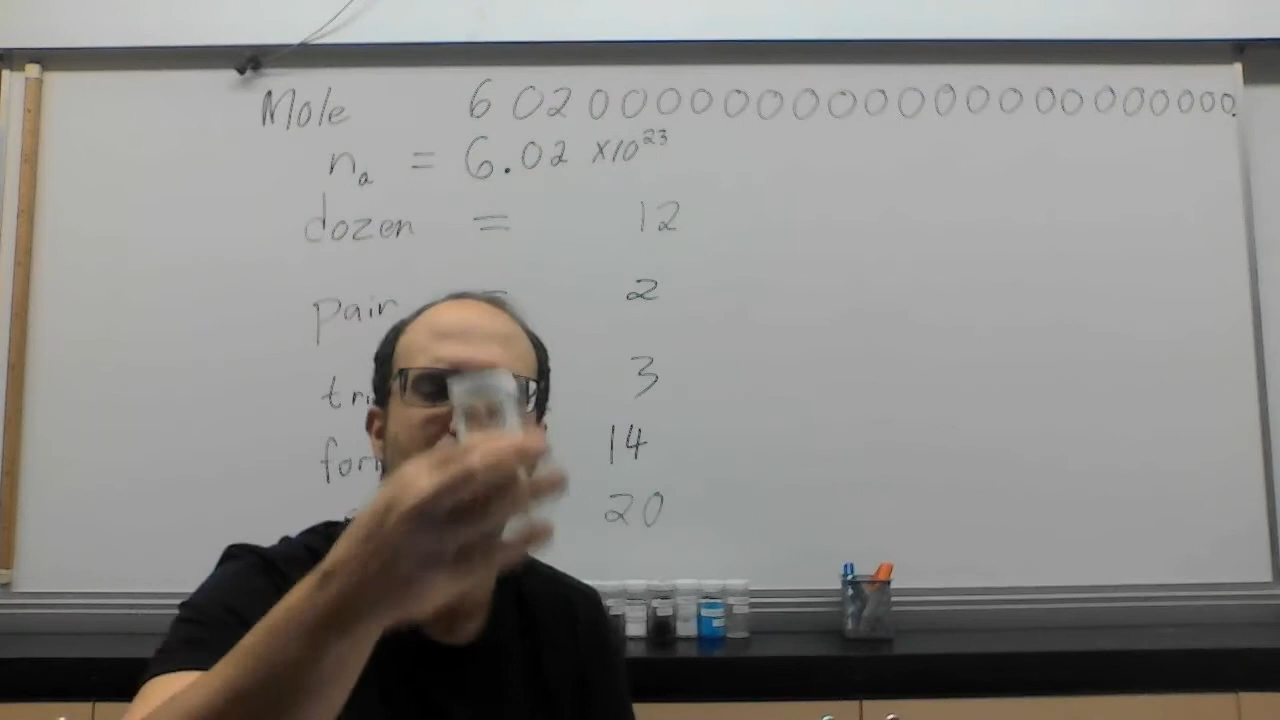 Mole 6 02 0 0 0 0 0 0 0 0 0 0 0 0 0 0 0 0 0 0 0 0 0.
nₐ = 6.02 x10²³
dozen = 12
pair = 2
3
14
20